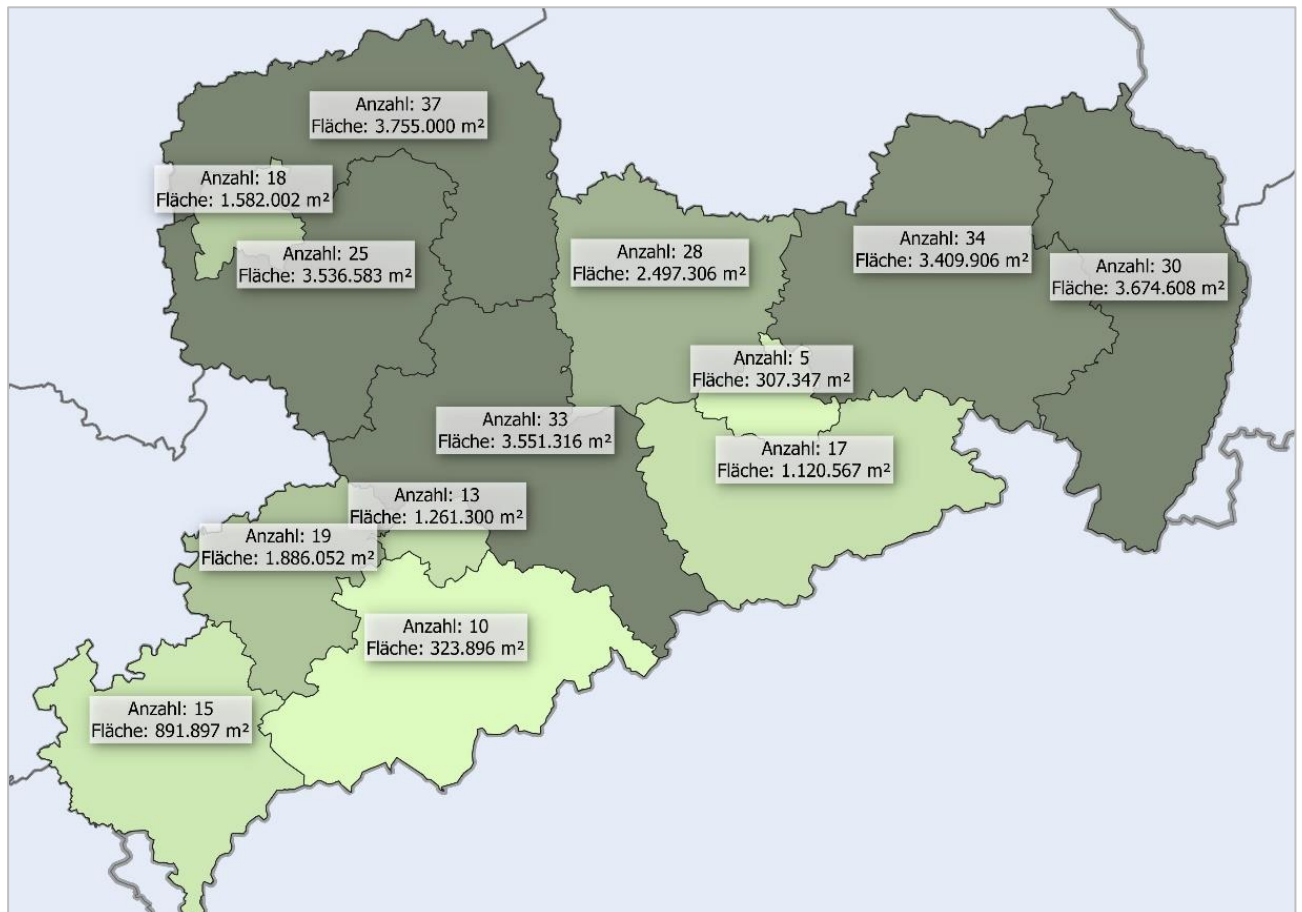 Anzahl: 37
Fläche: 3.755.000 m²
Anzahl: 18
Fläche: 1.582.002 m²
Anzahl: 25
Fläche: 3.536.583 m²
Anzahl: 28
Fläche: 2.497.306 m²
Anzahl: 34
Fläche: 3.409.906 m²
Anzahl: 30
Fläche: 3.674.608 m²
Anzahl: 5
Fläche: 307.347 m²
Anzahl: 33
Fläche: 3.551.316 m²
Anzahl: 17
Fläche: 1.120.567 m²
Anzahl: 13
Fläche: 1.261.300 m²
Anzahl: 19
Fläche: 1.886.052 m²
Anzahl: 10
Fläche: 323.896 m²
Anzahl: 15
Fläche: 891.897 m²